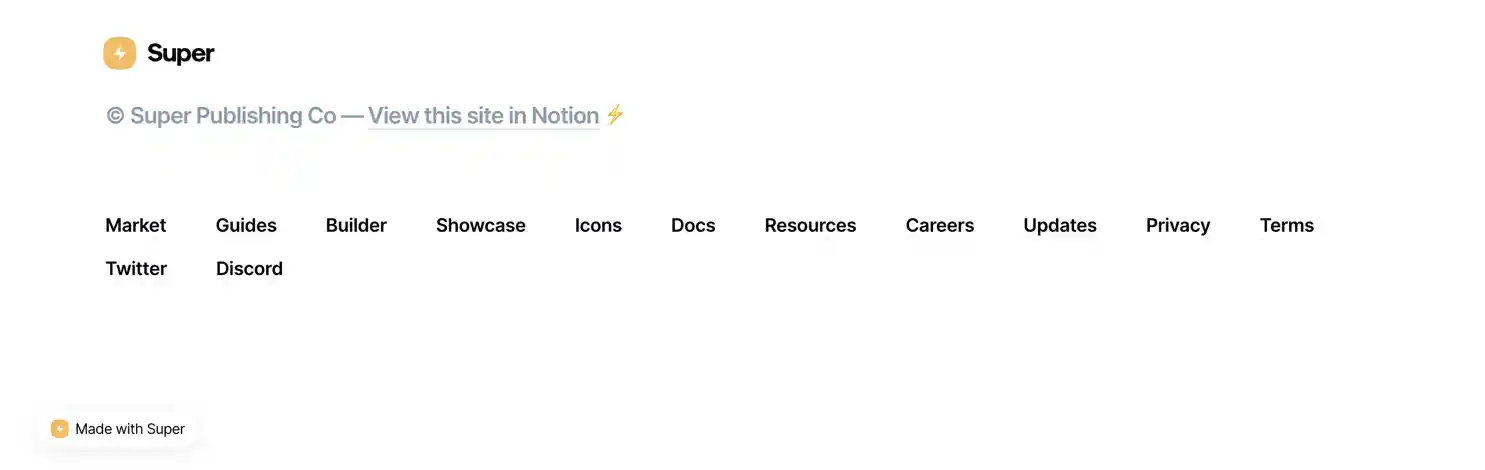 Super
© Super Publishing Co — View this site in Notion ⚡
Market Guides Builder Showcase Icons Docs Resources Careers Updates Privacy Terms
Twitter Discord
Made with Super